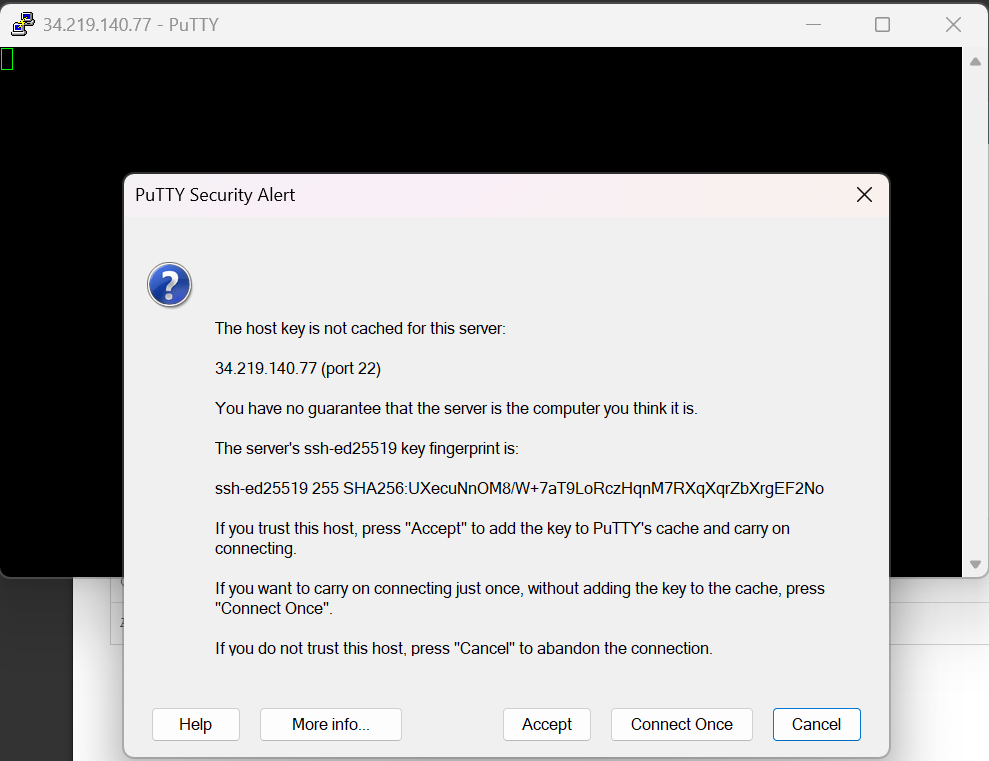 34.219.140.77 - PuTTY
PuTTY Security Alert
The host key is not cached for this server:
34.219.140.77 (port 22)
You have no guarantee that the server is the computer you think it is.
The server's ssh-ed25519 key fingerprint is:
ssh-ed25519 255 SHA256:UXecuNnOM8/W+7aT9LoRczHqnM7RXqXqrZbXrgEF2No
If you trust this host, press "Accept" to add the key to PuTTY's cache and carry on
connecting.
If you want to carry on connecting just once, without adding the key to the cache, press
"Connect Once".
If you do not trust this host, press "Cancel" to abandon the connection.
Help More info... Accept Connect Once Cancel